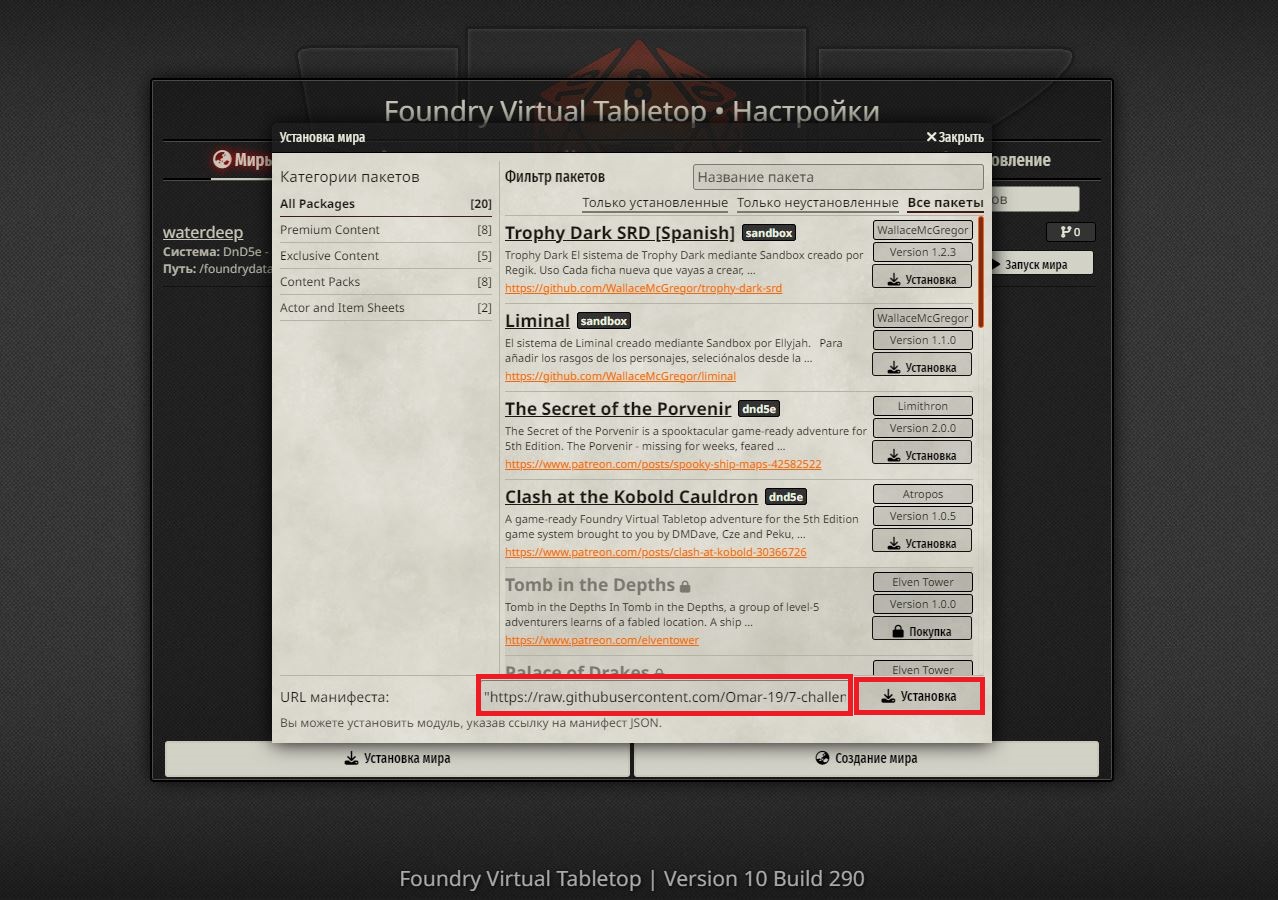 8
Foundry Virtual Tabletop • Настройки
Установка мира
Закрыть
Миры
овление
Категории пакетов
Фильтр пакетов
Название пакета
ов
Только установленные
Только неустановленные
Все пакеты
All Packages
[20]
Premium Content
[8]
Exclusive Content
[5]
Content Packs
[8]
Actor and Item Sheets
[2]
waterdeep
Система: DnD5e -
Путь: /foundrydata
0
Запуск мира
Trophy Dark SRD [Spanish] sandbox
WallaceMcGregor
Trophy Dark El sistema de Trophy Dark mediante Sandbox creado por
Version 1.2.3
Regik. Uso Cada ficha nueva que vayas a crear, ...
Установка
https://github.com/WallaceMcGregor/trophy-dark-srd
Liminal sandbox
WallaceMcGregor
El sistema de Liminal creado mediante Sandbox por Ellyjah. Para
Version 1.1.0
añadir los rasgos de los personajes, seleciónalos desde la ...
Установка
https://github.com/WallaceMcGregor/liminal
The Secret of the Porvenir dnd5e
Limithron
The Secret of the Porvenir is a spooktacular game-ready adventure for
Version 2.0.0
5th Edition. The Porvenir - missing for weeks, feared ...
Установка
https://www.patreon.com/posts/spooky-ship-maps-42582522
Clash at the Kobold Cauldron dnd5e
Atropos
A game-ready Foundry Virtual Tabletop adventure for the 5th Edition
Version 1.0.5
game system brought to you by DMDave, Cze and Peku, ...
Установка
https://www.patreon.com/posts/clash-at-kobold-30366726
Tomb in the Depths
Elven Tower
Tomb in the Depths In Tomb in the Depths, a group of level-5
Version 1.0.0
adventurers learns of a fabled location. A ship ...
Покупка
https://www.patreon.com/elventower
Palace of Drakes
Elven Tower
URL манифеста:
"https://raw.githubusercontent.com/Omar-19/7-challen
Установка
Вы можете установить модуль, указав ссылку на манифест JSON.
Установка мира
Создание мира
Foundry Virtual Tabletop | Version 10 Build 290